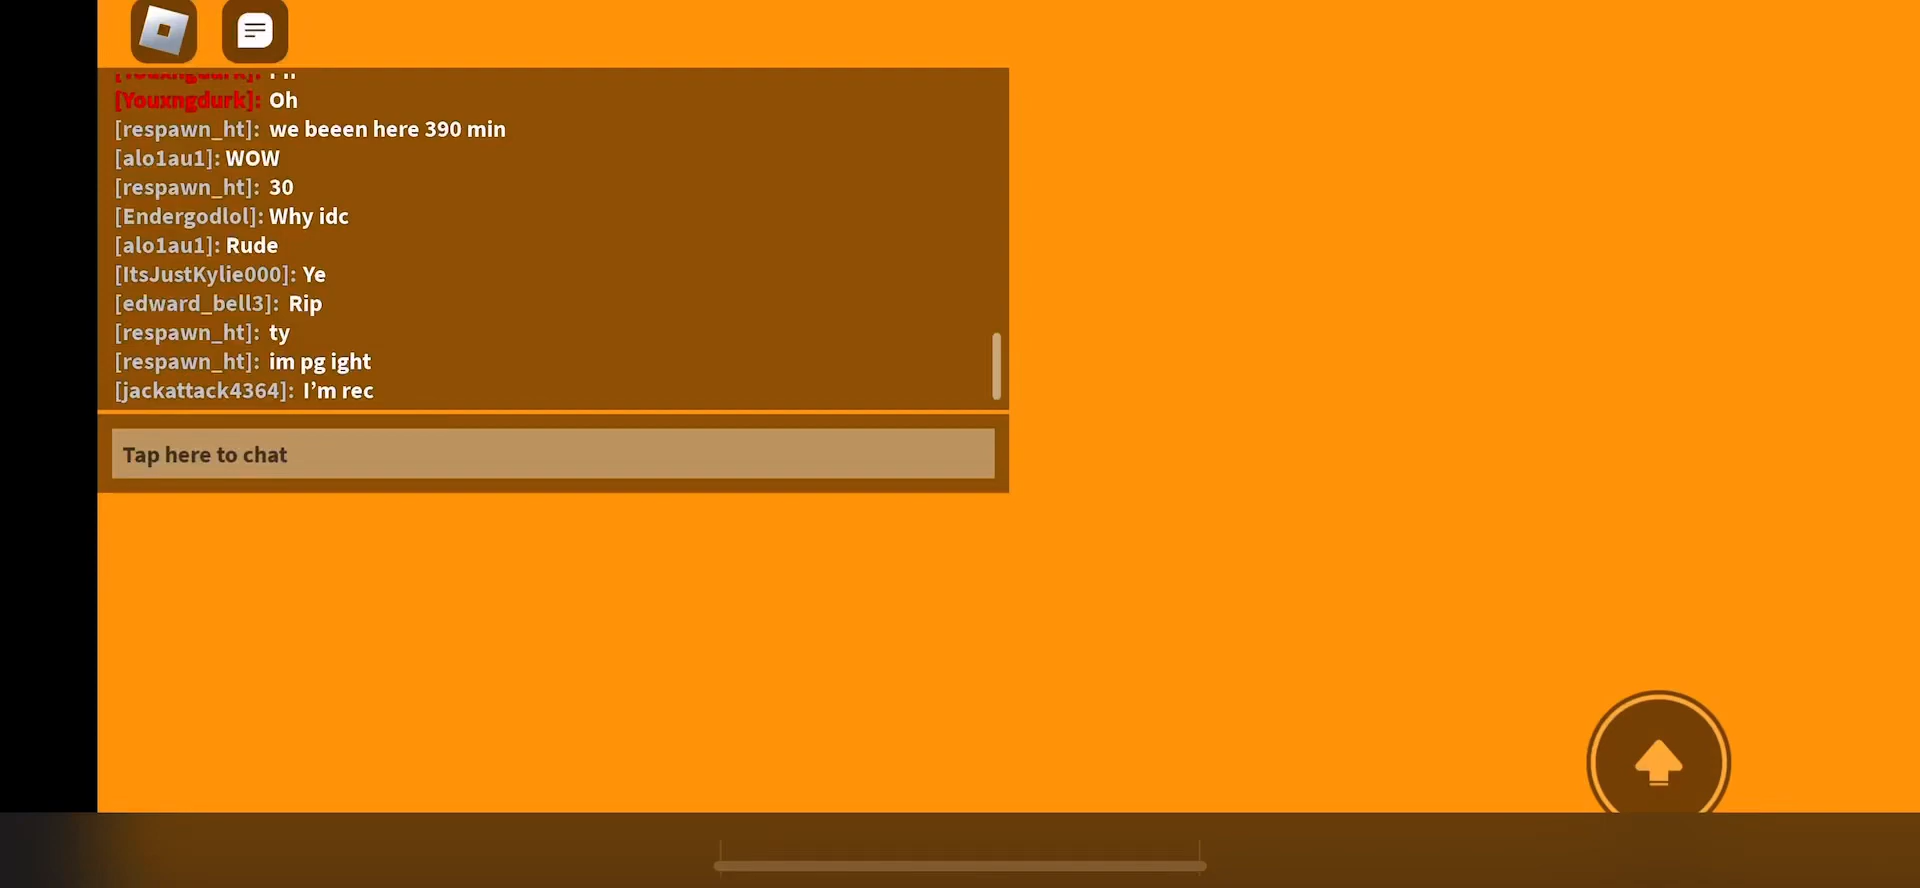 [Youxngdurk]: Oh
[respawn_ht]: we beeen here 390 min
[alo1au1]: WOW
[respawn_ht]: 30
[Endergodlol]: Why idc
[alo1au1]: Rude
[ItsJustKylie000]: Ye
[edward_bell3]: Rip
[respawn_ht]: ty
[respawn_ht]: im pg ight
[jackattack4364]: I’m rec
Tap here to chat